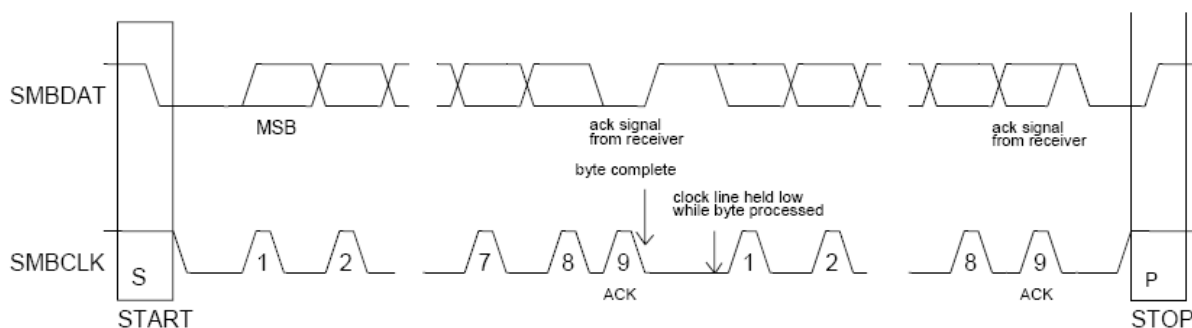 SMBDAT
MSB
ack signal
from receiver
ack signal
from receiver
byte complete
clock line held low
while byte processed
SMBCLK
S
1
2
7
8
9
1
2
8
9
P
ACK
ACK
START
STOP